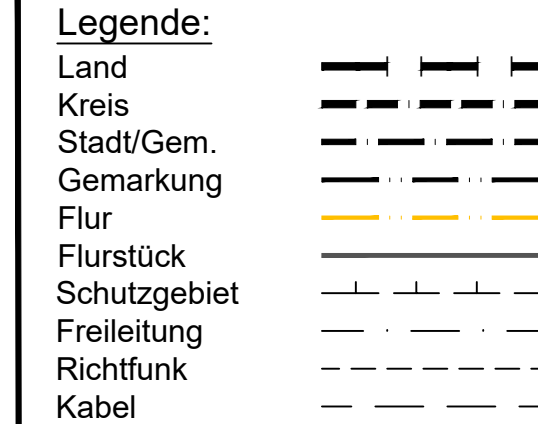 Legende:
Land
Kreis
Stadt/Gem.
Gemarkung
Flur
Flurstück
Schutzgebiet
Freileitung
Richtfunk
Kabel